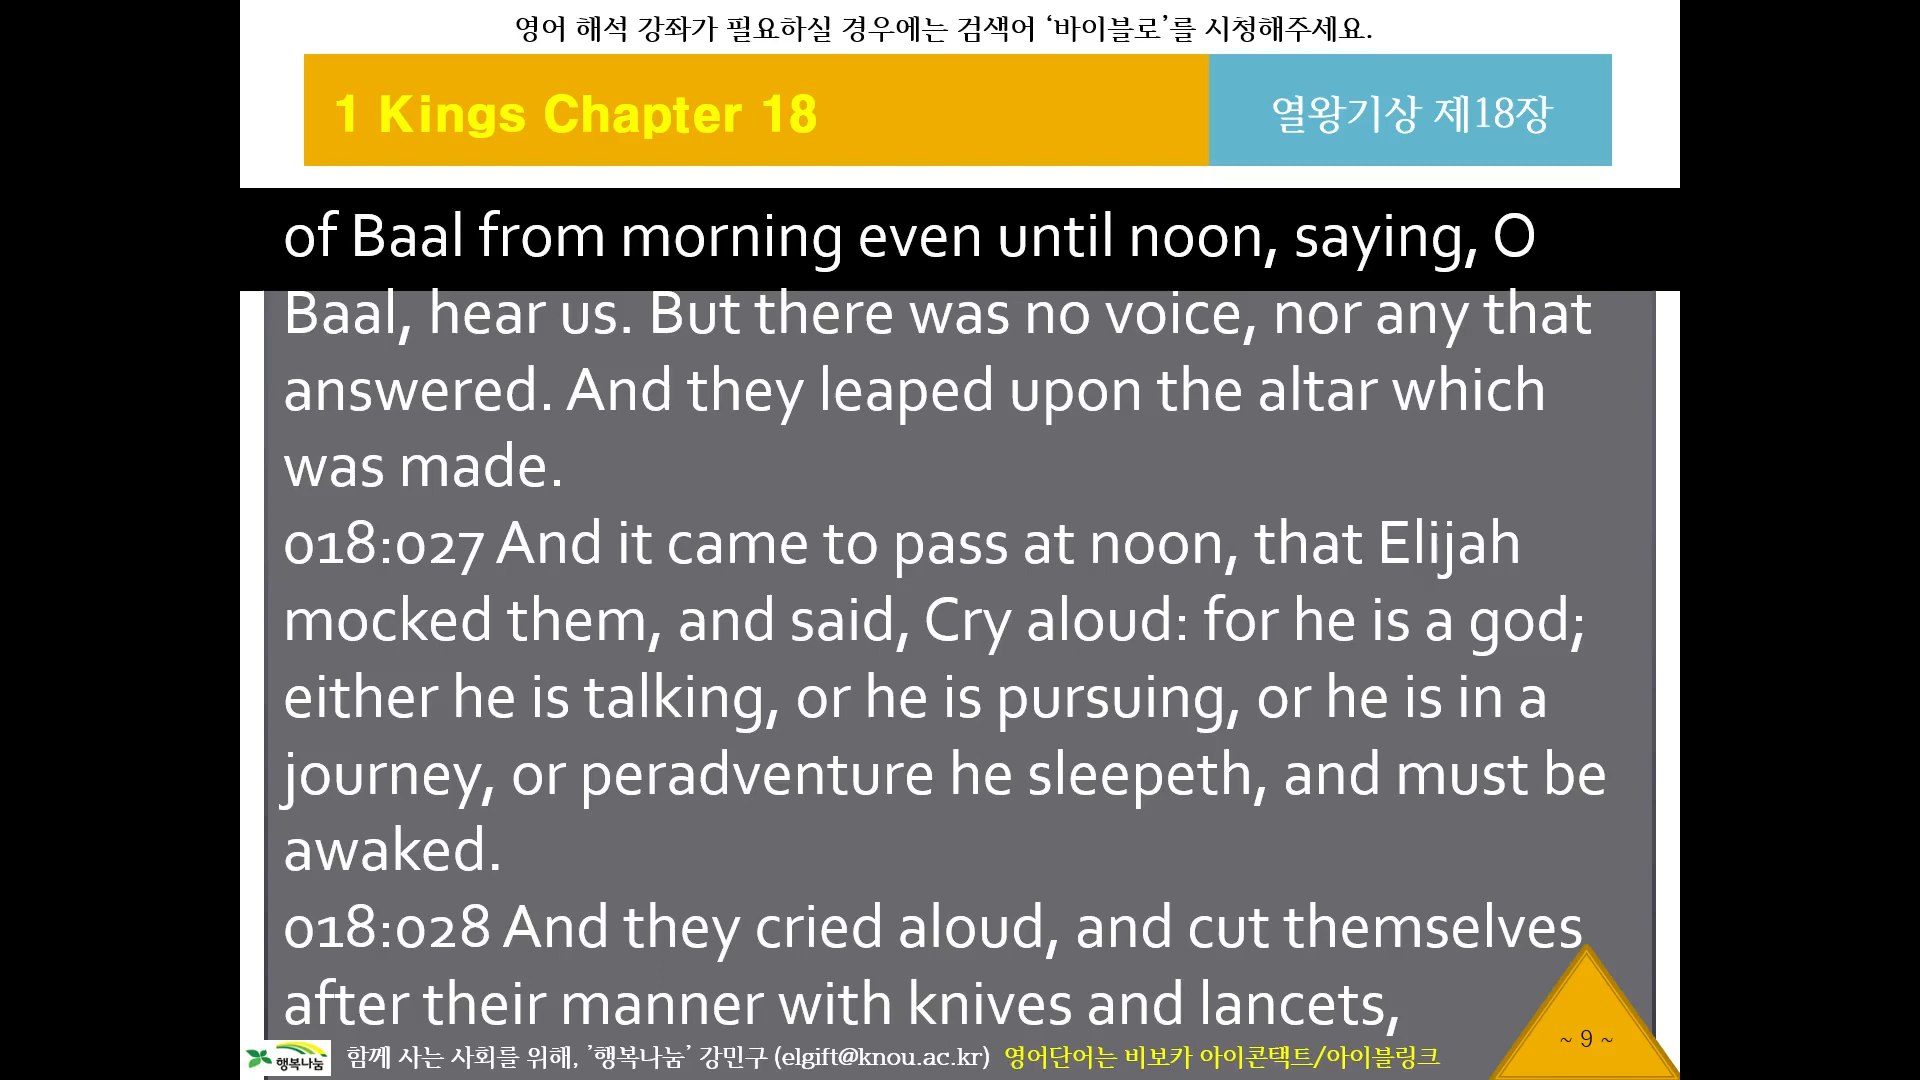 영어 해석 강좌가 필요하실 경우에는 검색어 ‘바이블로’를 시청해주세요.
1 Kings Chapter 18
열왕기상 제18장
of Baal from morning even until noon, saying, O
Baal, hear us. But there was no voice, nor any that
answered. And they leaped upon the altar which
was made.
018:027 And it came to pass at noon, that Elijah
mocked them, and said, Cry aloud: for he is a god;
either he is talking, or he is pursuing, or he is in a
journey, or peradventure he sleepeth, and must be
awaked.
018:028 And they cried aloud, and cut themselves
after their manner with knives and lancets,
~ 9 ~
행복나눔
함께 사는 사회를 위해, ’행복나눔’ 강민구 (elgift@knou.ac.kr) 영어단어는 비보카 아이콘택트/아이블링크